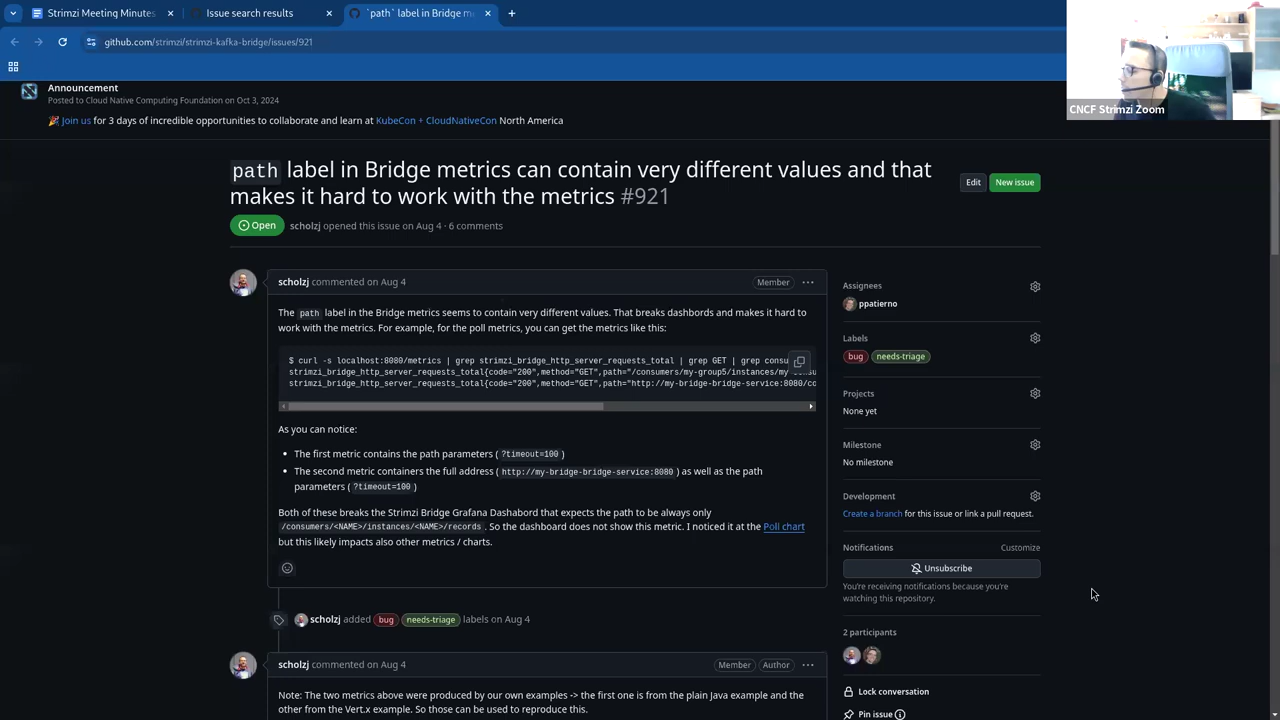 Strimzi Meeting Minutes
Issue search results
`path` label in Bridge m
github.com/strimzi/strimzi-kafka-bridge/issues/921
CNCF Strimzi Zoom
Announcement
Posted to Cloud Native Computing Foundation on Oct 3, 2024
🎉 Join us for 3 days of incredible opportunities to collaborate and learn at KubeCon + CloudNativeCon North America
path label in Bridge metrics can contain very different values and that
makes it hard to work with the metrics #921
Edit
New issue
Open
scholzj opened this issue on Aug 4 · 6 comments
scholzj commented on Aug 4
Member
The path label in the Bridge metrics seems to contain very different values. That breaks dashbords and makes it hard to
work with the metrics. For example, for the poll metrics, you can get the metrics like this:
$ curl -s localhost:8080/metrics | grep strimzi_bridge_http_server_requests_total | grep GET | grep consu
strimzi_bridge_http_server_requests_total{code="200",method="GET",path="/consumers/my-group5/instances/my
strimzi_bridge_http_server_requests_total{code="200",method="GET",path="http://my-bridge-bridge-service:8080/co
As you can notice:
• The first metric contains the path parameters ( ?timeout=100 )
• The second metric containers the full address ( http://my-bridge-bridge-service:8080 ) as well as the path
parameters ( ?timeout=100 )
Both of these breaks the Strimzi Bridge Grafana Dashabord that expects the path to be always only
/consumers/<NAME>/instances/<NAME>/records . So the dashboard does not show this metric. I noticed it at the Poll chart
but this likely impacts also other metrics / charts.
scholzj added bug needs-triage labels on Aug 4
scholzj commented on Aug 4
Member
Author
Note: The two metrics above were produced by our own examples -> the first one is from the plain Java example and the
other from the Vert.x example. So those can be used to reproduce this.
Assignees
ppatierno
Labels
bug
needs-triage
Projects
None yet
Milestone
No milestone
Development
Create a branch for this issue or link a pull request.
Notifications
Customize
Unsubscribe
You're receiving notifications because you're
watching this repository.
2 participants
Lock conversation
Pin issue